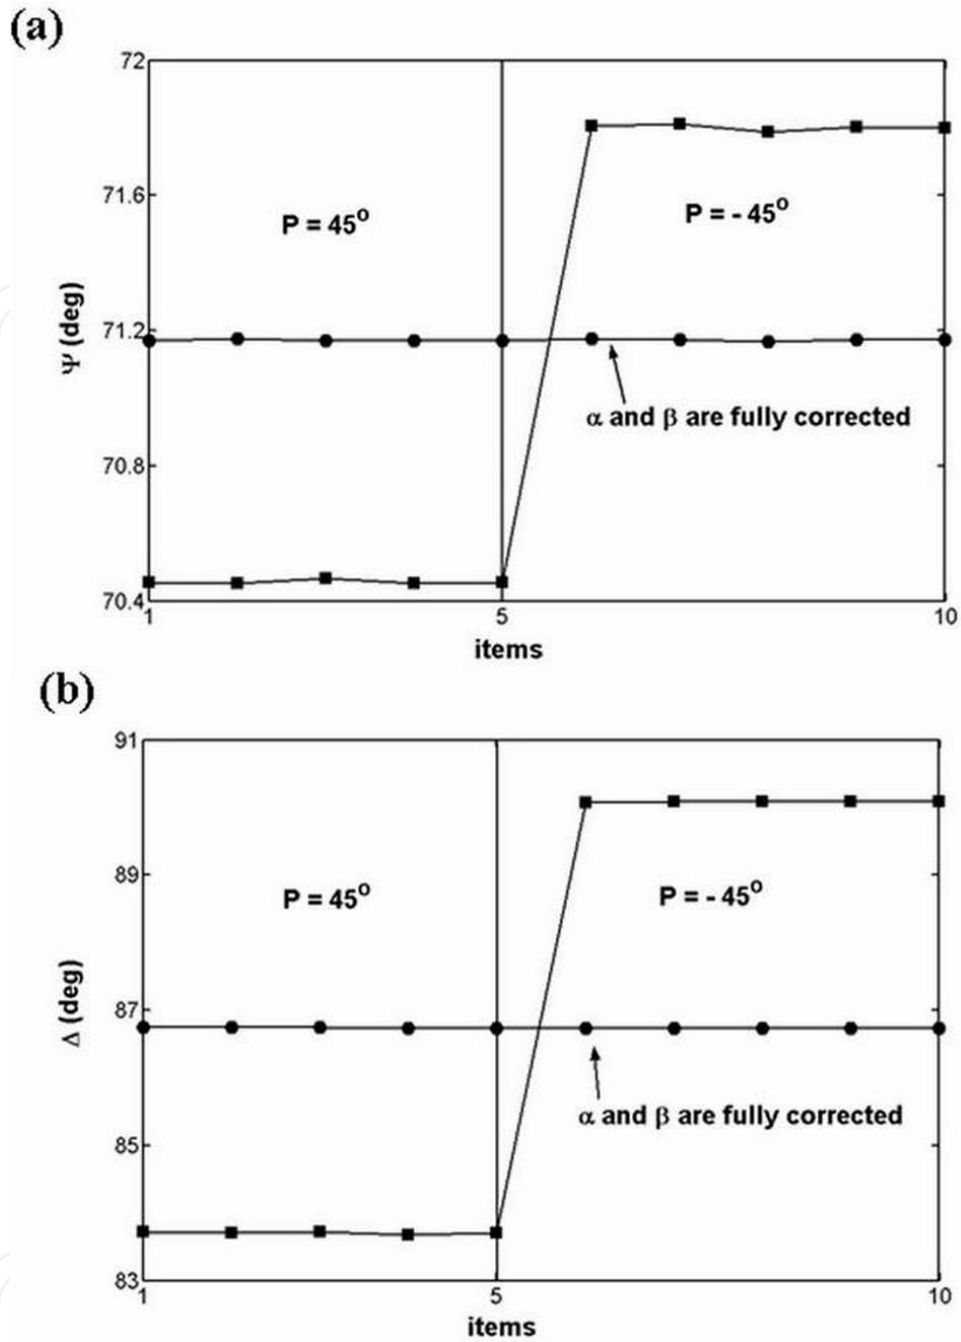 (a)
72
71.6
71.2
70.8
70.4
Ψ (deg)
P = 45°
P = - 45°
α and β are fully corrected
1 5 10
items
(b)
91
89
87
85
83
Δ (deg)
P = 45°
P = - 45°
α and β are fully corrected
1 5 10
items